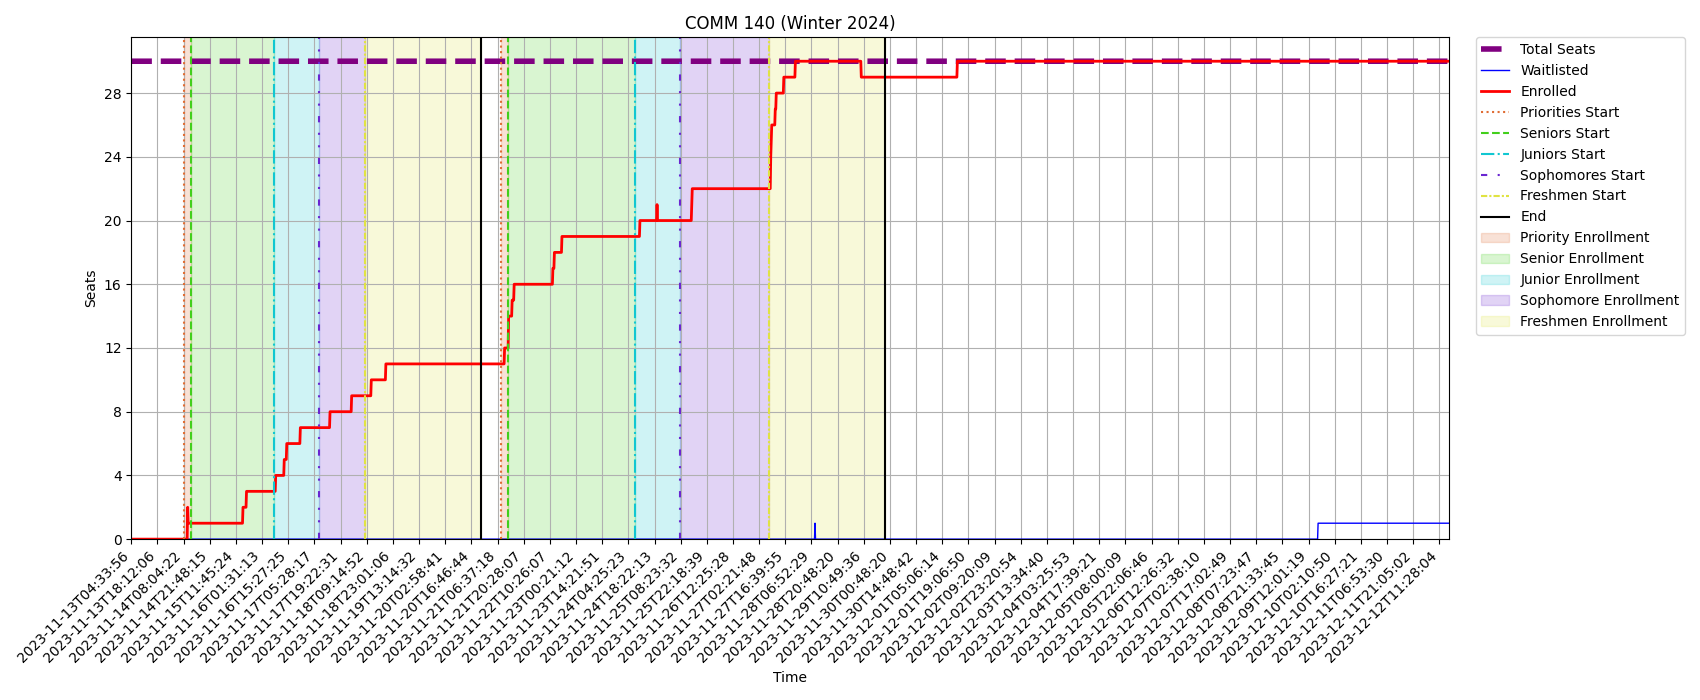 COMM 140 (Winter 2024)
Total Seats
Waitlisted
Enrolled
Priorities Start
Seniors Start
Juniors Start
Sophomores Start
Freshmen Start
End
Priority Enrollment
Senior Enrollment
Junior Enrollment
Sophomore Enrollment
Freshmen Enrollment
Seats
28
24
20
16
12
8
4
0
2023-11-13T04:33:56
2023-11-13T18:12:06
2023-11-14T08:04:22
2023-11-14T21:48:15
2023-11-15T11:45:24
2023-11-16T01:31:13
2023-11-16T15:27:23
2023-11-17T05:28:17
2023-11-17T19:22:31
2023-11-18T09:14:52
2023-11-18T23:01:06
2023-11-19T13:14:32
2023-11-20T02:58:41
2023-11-20T16:46:44
2023-11-21T06:37:18
2023-11-21T20:28:07
2023-11-22T10:26:07
2023-11-23T00:21:12
2023-11-23T14:21:51
2023-11-24T04:25:23
2023-11-24T18:22:13
2023-11-25T08:23:32
2023-11-25T22:18:39
2023-11-26T12:25:28
2023-11-27T02:21:48
2023-11-27T16:39:55
2023-11-28T06:52:29
2023-11-28T20:48:20
2023-11-29T10:49:36
2023-11-30T00:48:20
2023-11-30T14:48:42
2023-12-01T05:06:14
2023-12-01T19:06:50
2023-12-02T09:20:09
2023-12-02T23:20:54
2023-12-03T13:34:40
2023-12-04T03:25:53
2023-12-04T17:39:21
2023-12-05T08:00:09
2023-12-05T22:06:46
2023-12-06T12:26:32
2023-12-07T02:38:10
2023-12-07T17:02:49
2023-12-08T07:23:47
2023-12-08T21:33:45
2023-12-09T12:01:19
2023-12-10T02:10:50
2023-12-10T16:27:21
2023-12-11T06:53:30
2023-12-11T21:05:02
2023-12-12T11:28:04
Time